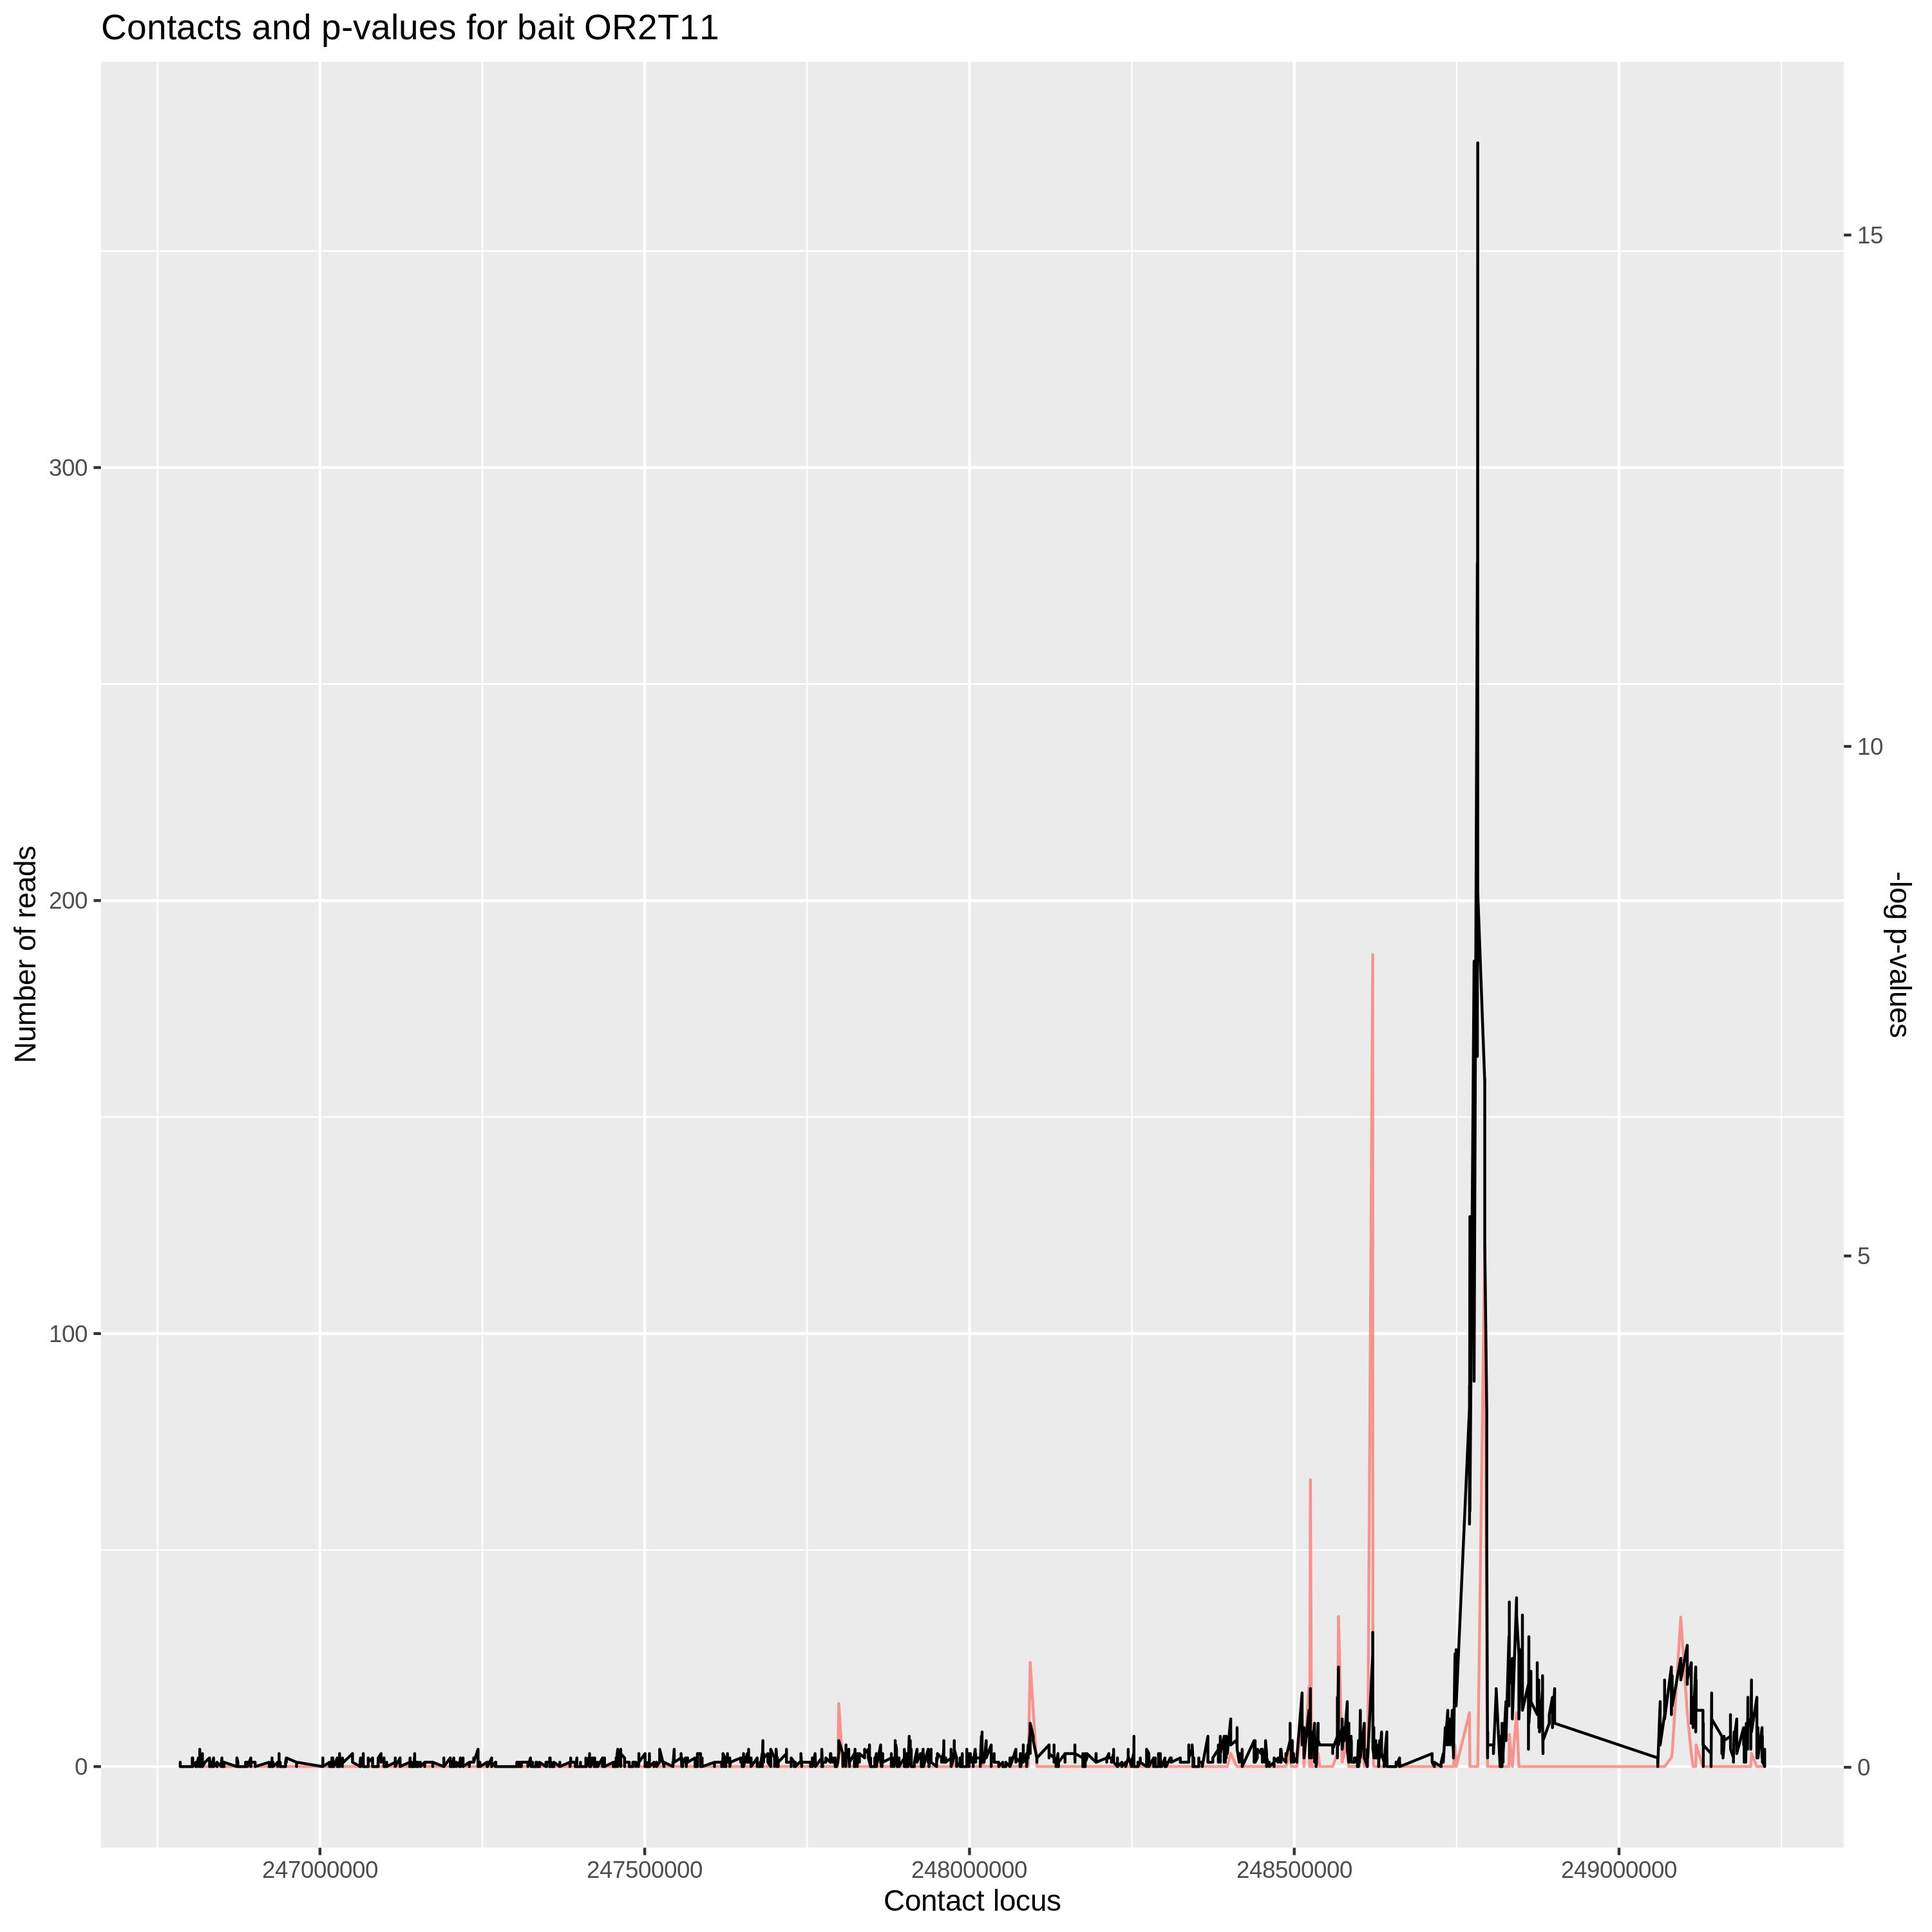 Contacts and p-values for bait OR2T11
Number of reads
300
200
100
0
15
10
5
0
-log p-values
247000000 247500000 248000000 248500000 249000000
Contact locus